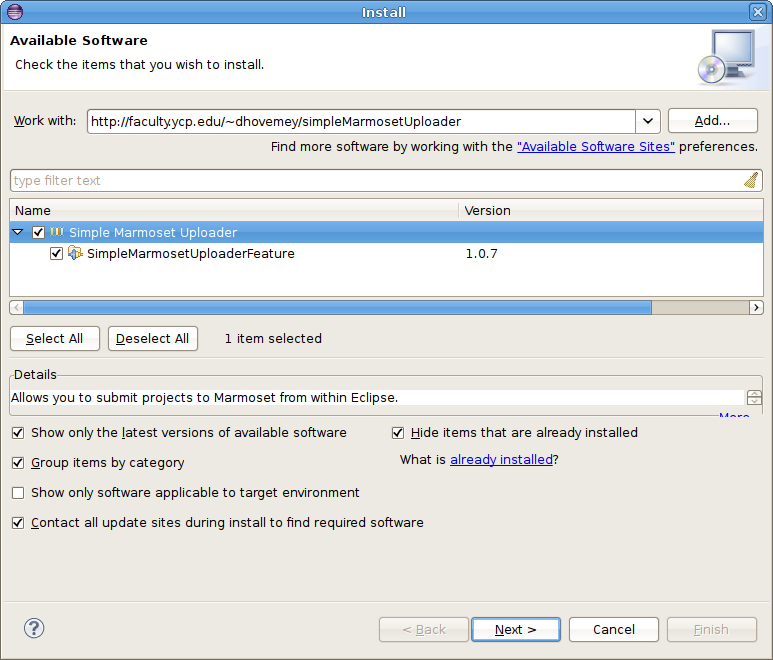 Install
Available Software
Check the items that you wish to install.
Work with: http://faculty.ycp.edu/~dhovemey/simpleMarmosetUploader Add...
Find more software by working with the "Available Software Sites" preferences.
type filter text
Name Version
Simple Marmoset Uploader
SimpleMarmosetUploaderFeature 1.0.7
Select All Deselect All 1 item selected
Details
Allows you to submit projects to Marmoset from within Eclipse.
More...
Show only the latest versions of available software Hide items that are already installed
Group items by category What is already installed?
Show only software applicable to target environment
Contact all update sites during install to find required software
? < Back Next > Cancel Finish